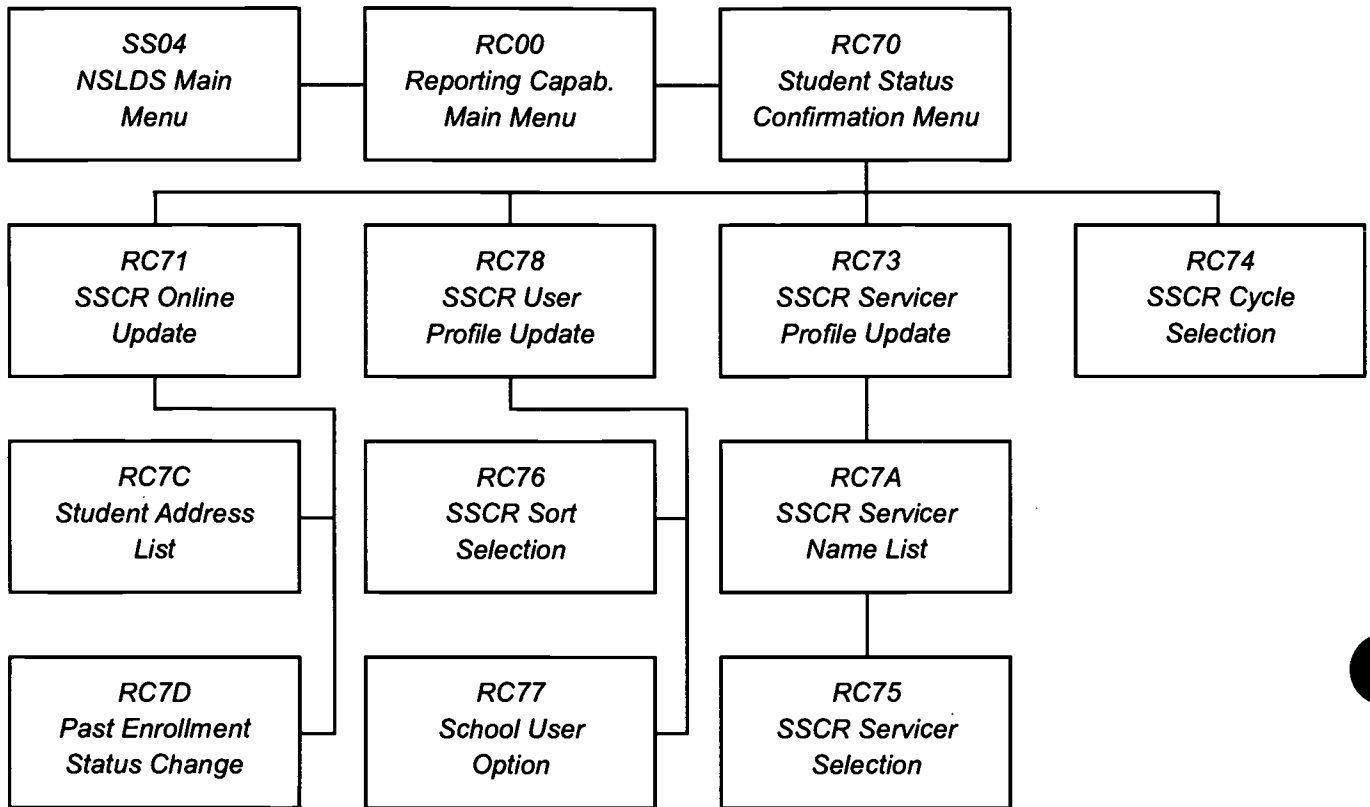 SS04
NSLDS Main
Menu
RC00
Reporting Capab.
Main Menu
RC70
Student Status
Confirmation Menu
RC71
SSCR Online
Update
RC78
SSCR User
Profile Update
RC73
SSCR Servicer
Profile Update
RC74
SSCR Cycle
Selection
RC7C
Student Address
List
RC76
SSCR Sort
Selection
RC7A
SSCR Servicer
Name List
RC7D
Past Enrollment
Status Change
RC77
School User
Option
RC75
SSCR Servicer
Selection